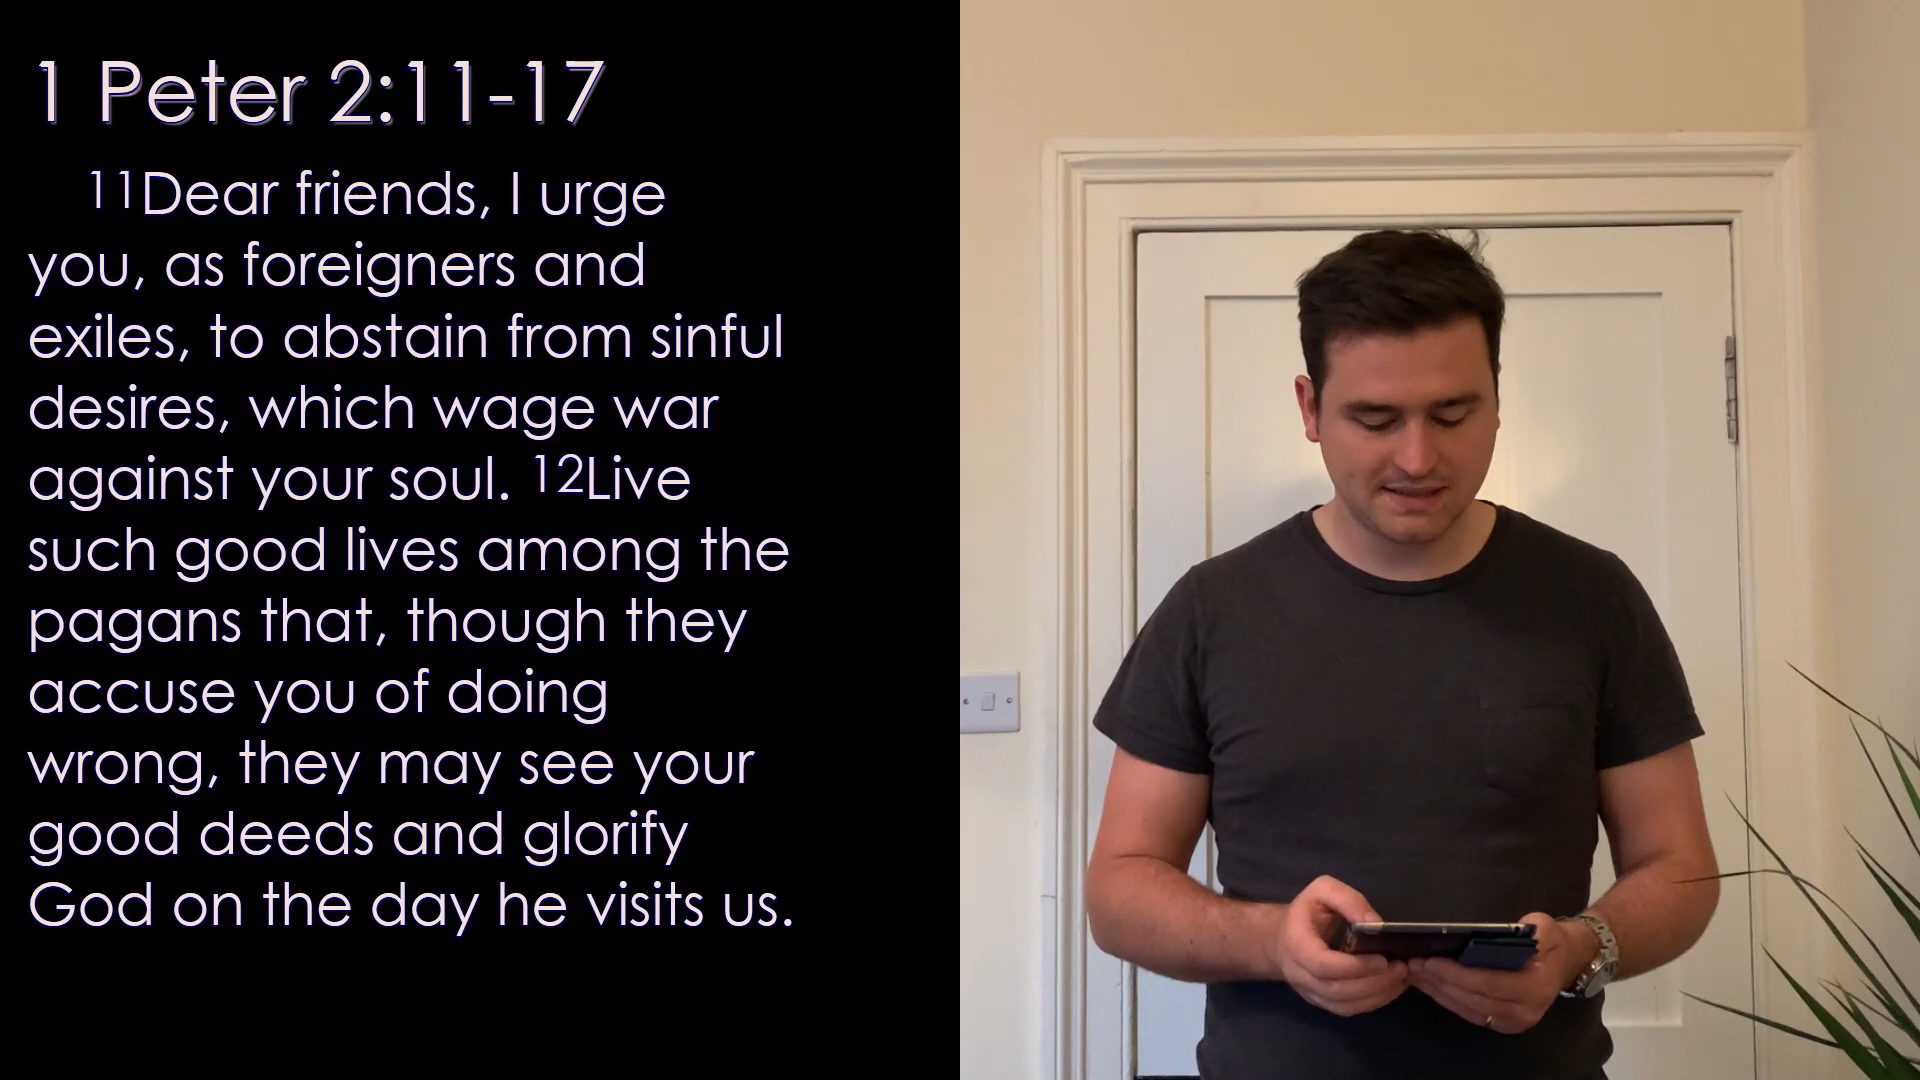 1 Peter 2:11-17
11Dear friends, I urge
you, as foreigners and
exiles, to abstain from sinful
desires, which wage war
against your soul. 12Live
such good lives among the
pagans that, though they
accuse you of doing
wrong, they may see your
good deeds and glorify
God on the day he visits us.